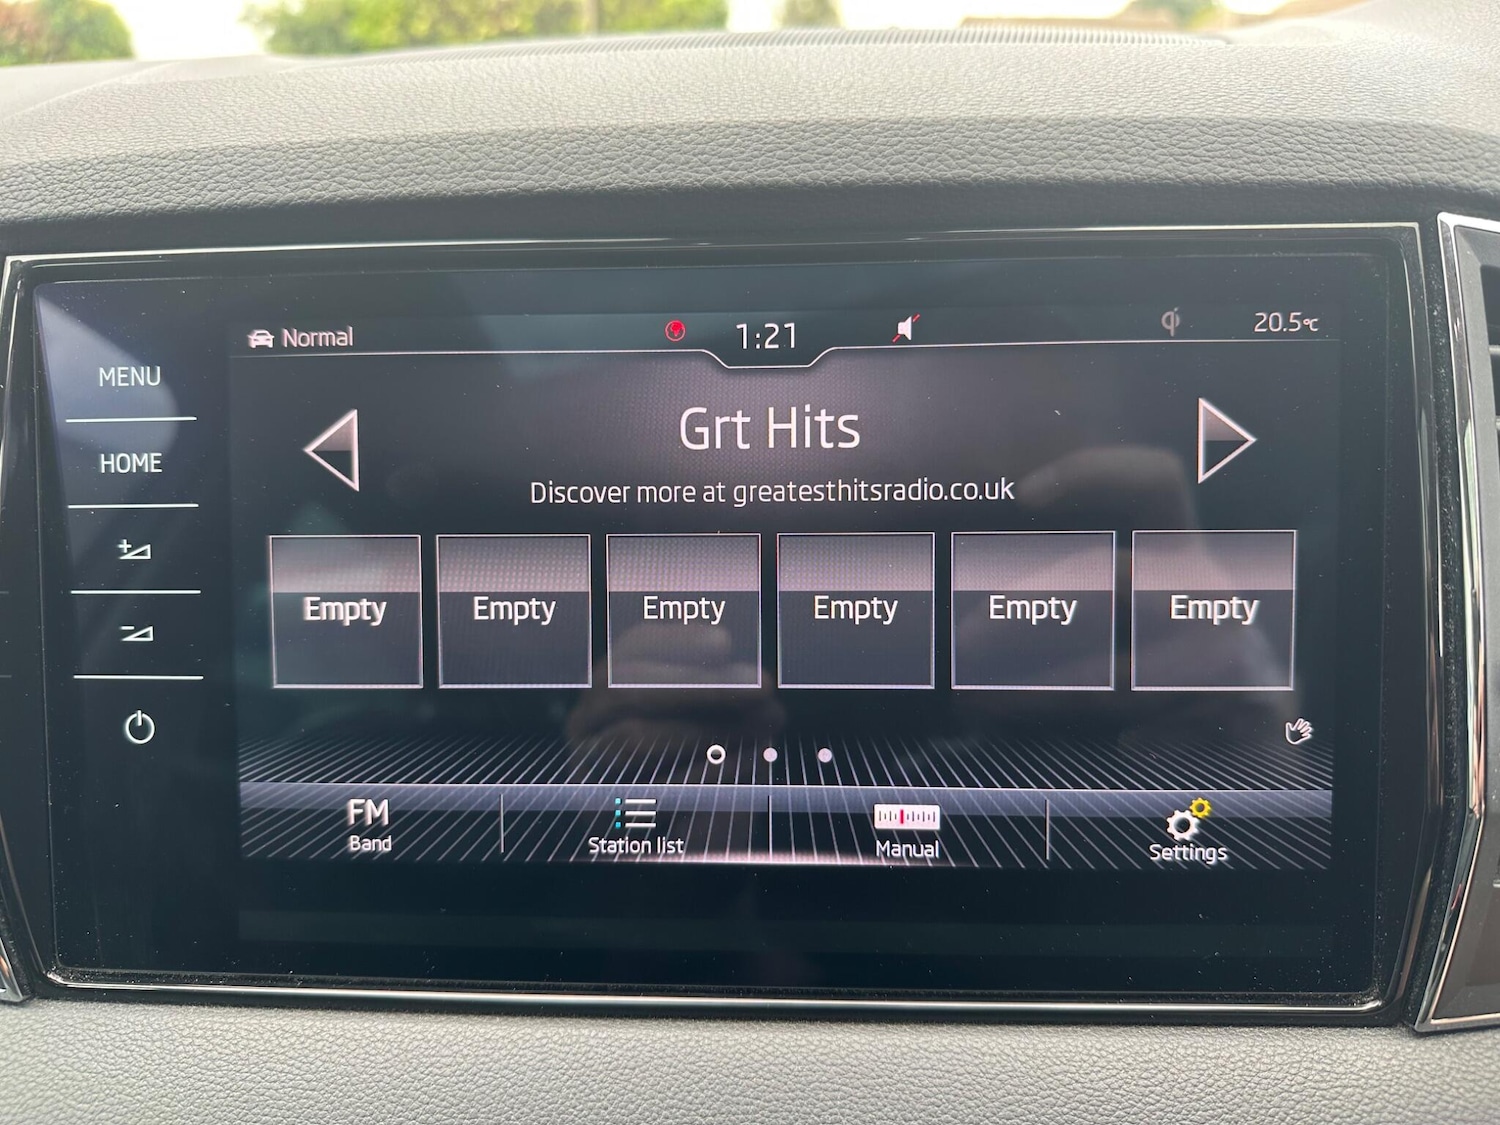 Normal
1:21
20.5°C
MENU
HOME
Grt Hits
Discover more at greatesthitsradio.co.uk
Empty Empty Empty Empty Empty Empty
FM
Band
Station list
Manual
Settings